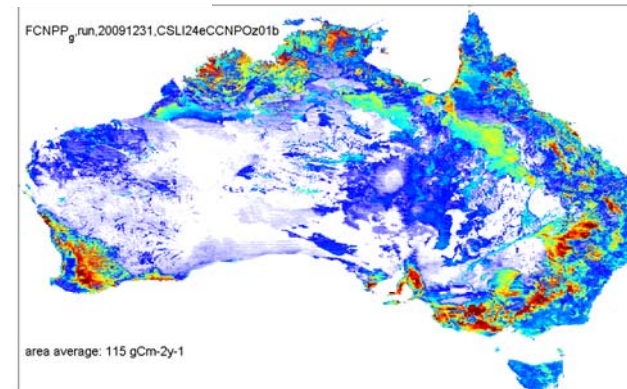 FCNPPg,run,20091231,CSLI24eCCNPOz01b
area average: 115 gCm-2y-1